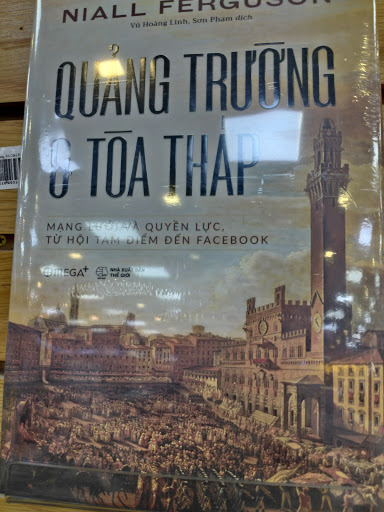 NIALL FERGUSON
Vũ Hoàng Linh, Sơn Phạm dịch
QUẢNG TRƯỜNG
& TÒA THÁP
MẠNG LƯỚI VÀ QUYỀN LỰC,
TỪ HỘI TAM ĐIỂM ĐẾN FACEBOOK
OMEGA+
NHÀ XUẤT BẢN
THẾ GIỚI